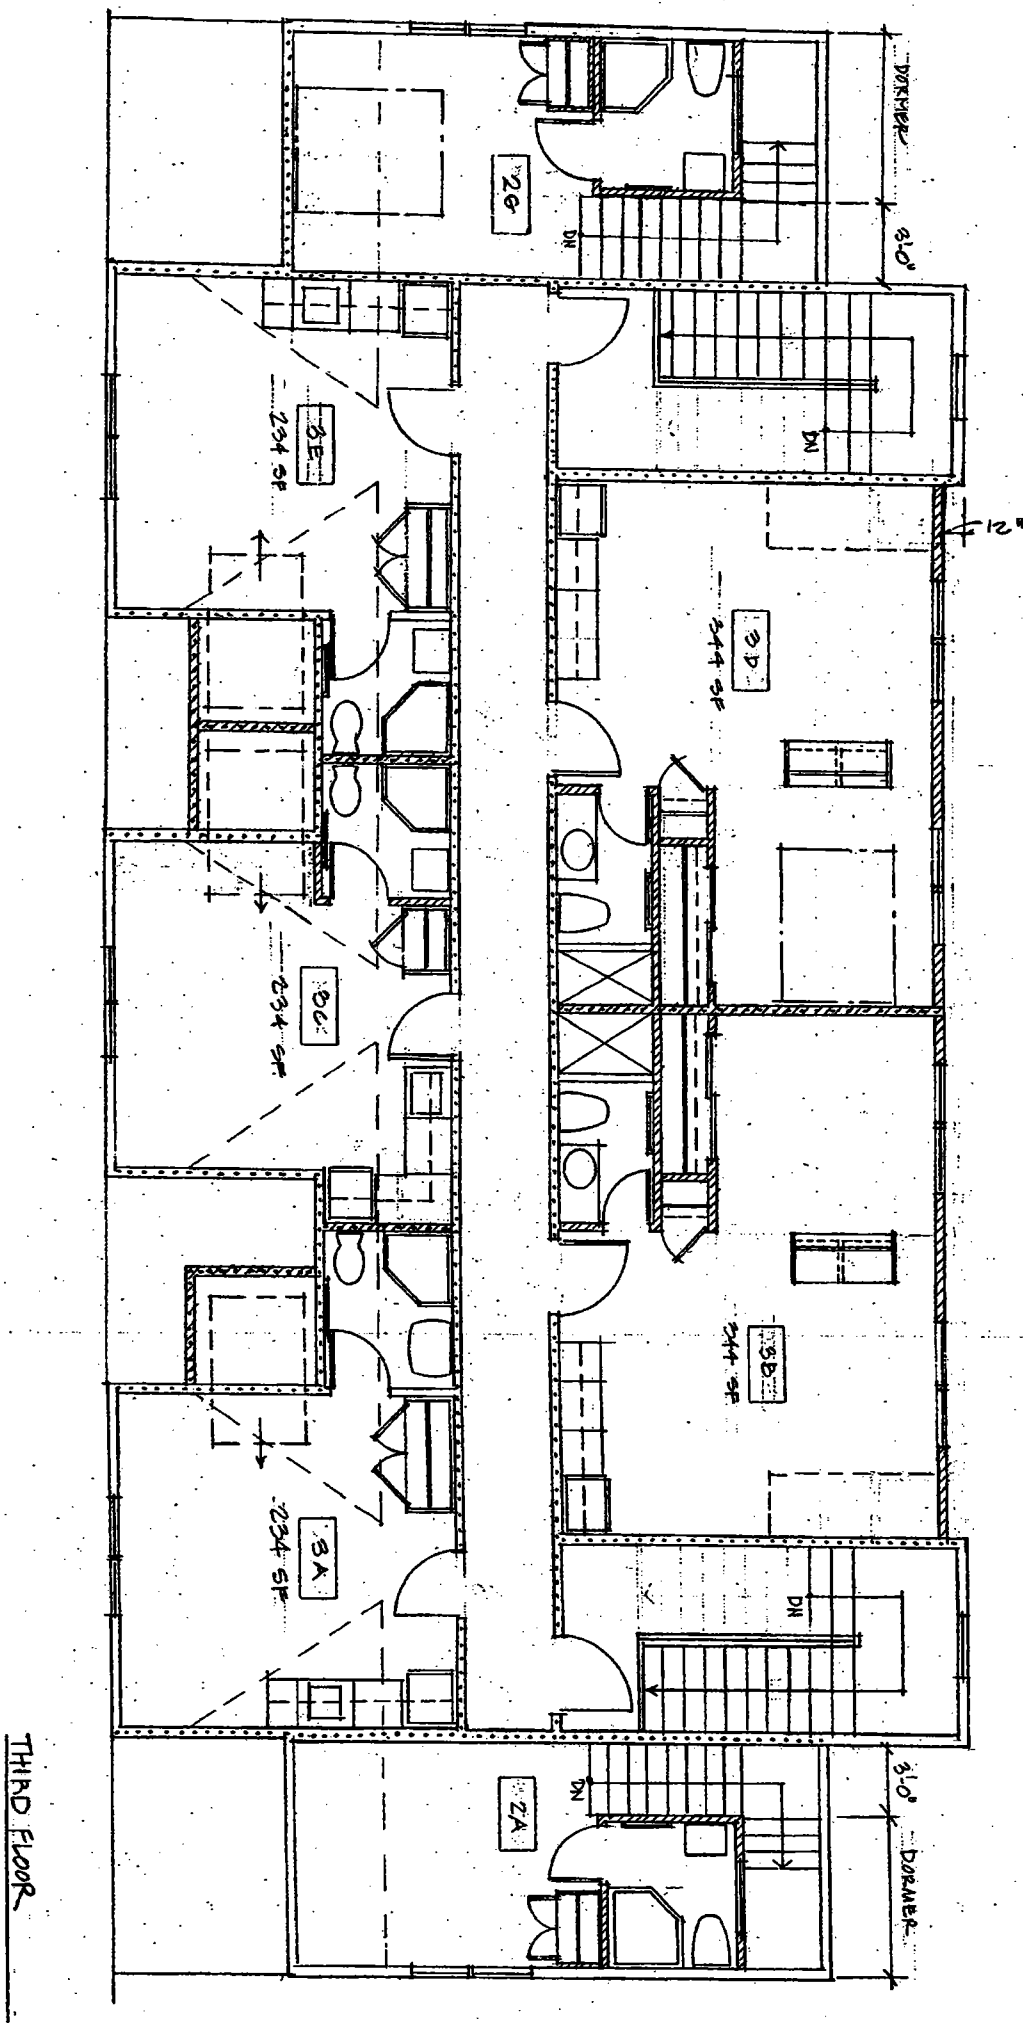 DORMER
3'-0"
2G
DN
DN
12"
3E
234 SF
3D
344 SF
3C
234 SF
3B
344 SF
3A
234 SF
DN
DN
2A
3'-0"
DORMER
THIRD FLOOR